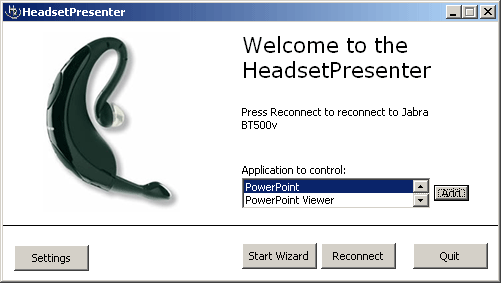 HeadsetPresenter
Welcome to the
HeadsetPresenter
Press Reconnect to reconnect to Jabra
BT500v
Application to control:
PowerPoint
PowerPoint Viewer
Add
Settings
Start Wizard
Reconnect
Quit